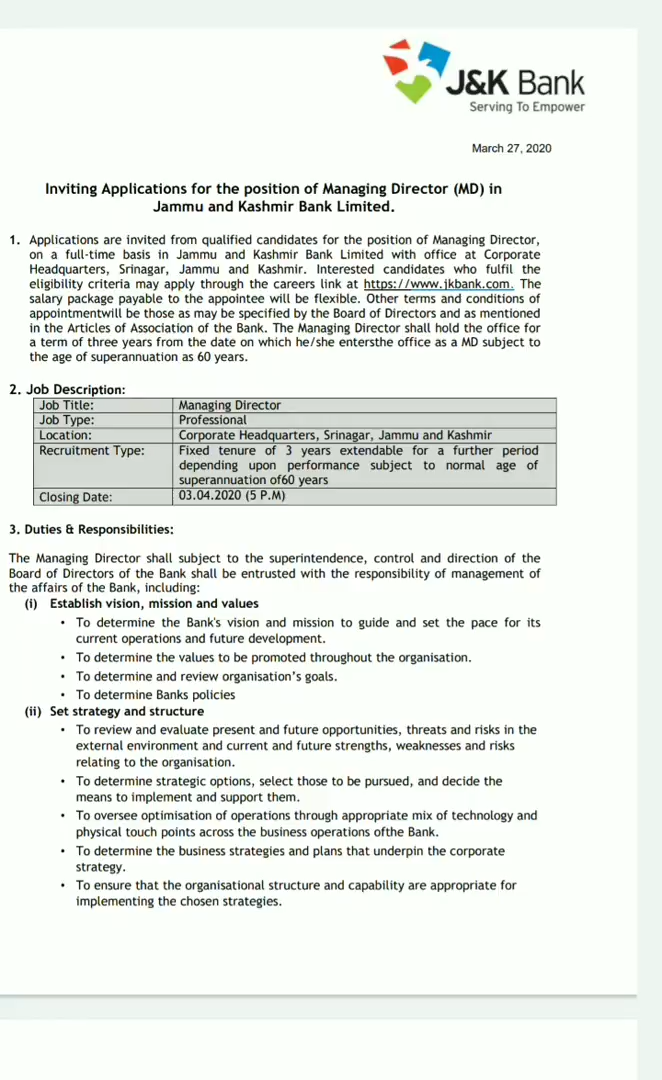 J&K Bank
Serving To Empower
March 27, 2020
Inviting Applications for the position of Managing Director (MD) in
Jammu and Kashmir Bank Limited.
1. Applications are invited from qualified candidates for the position of Managing Director,
on a full-time basis in Jammu and Kashmir Bank Limited with office at Corporate
Headquarters, Srinagar, Jammu and Kashmir. Interested candidates who fulfil the
eligibility criteria may apply through the careers link at https://www.jkbank.com. The
salary package payable to the appointee will be flexible. Other terms and conditions of
appointmentwill be those as may be specified by the Board of Directors and as mentioned
in the Articles of Association of the Bank. The Managing Director shall hold the office for
a term of three years from the date on which he/she entersthe office as a MD subject to
the age of superannuation as 60 years.
2. Job Description:
Job Title: Managing Director
Job Type: Professional
Location: Corporate Headquarters, Srinagar, Jammu and Kashmir
Recruitment Type: Fixed tenure of 3 years extendable for a further period
depending upon performance subject to normal age of
superannuation of60 years
Closing Date: 03.04.2020 (5 P.M)
3. Duties & Responsibilities:
The Managing Director shall subject to the superintendence, control and direction of the
Board of Directors of the Bank shall be entrusted with the responsibility of management of
the affairs of the Bank, including:
(i) Establish vision, mission and values
• To determine the Bank's vision and mission to guide and set the pace for its
current operations and future development.
• To determine the values to be promoted throughout the organisation.
• To determine and review organisation's goals.
• To determine Banks policies
(ii) Set strategy and structure
• To review and evaluate present and future opportunities, threats and risks in the
external environment and current and future strengths, weaknesses and risks
relating to the organisation.
• To determine strategic options, select those to be pursued, and decide the
means to implement and support them.
• To oversee optimisation of operations through appropriate mix of technology and
physical touch points across the business operations ofthe Bank.
• To determine the business strategies and plans that underpin the corporate
strategy.
• To ensure that the organisational structure and capability are appropriate for
implementing the chosen strategies.